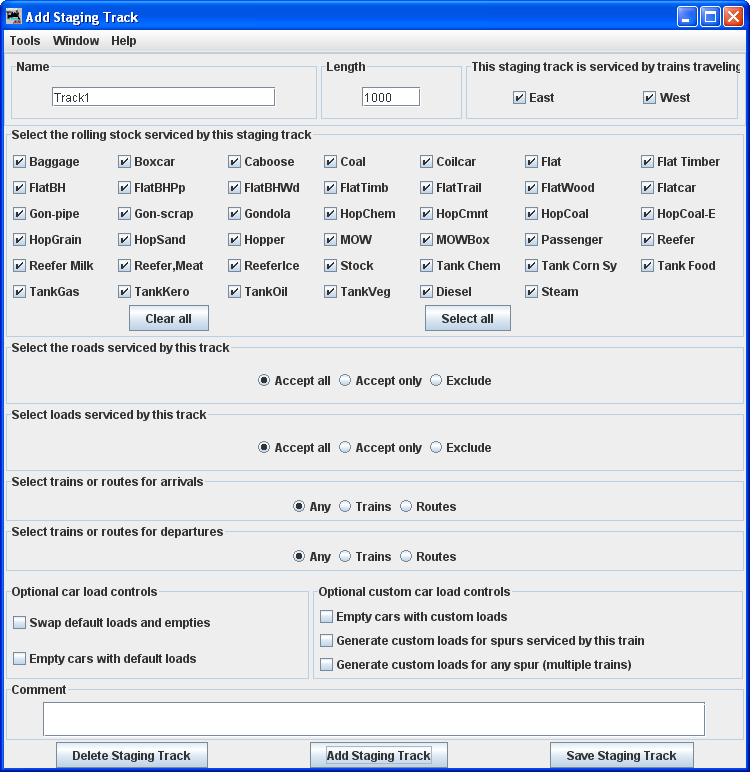 Add Staging Track
Tools Window Help
Name Length This staging track is serviced by trains traveling
Track1 1000 East West
Select the rolling stock serviced by this staging track
Baggage Boxcar Caboose Coal Coilcar Flat Flat Timber
FlatBH FlatBHPp FlatBHWd FlatTimb FlatTrail FlatWood Flatcar
Gon-pipe Gon-scrap Gondola HopChem HopCmnt HopCoal HopCoal-E
HopGrain HopSand Hopper MOW MOWBox Passenger Reefer
Reefer Milk Reefer,Meat ReeferIce Stock Tank Chem Tank Corn Sy Tank Food
TankGas TankKero TankOil TankVeg Diesel Steam
Clear all Select all
Select the roads serviced by this track
Accept all Accept only Exclude
Select loads serviced by this track
Accept all Accept only Exclude
Select trains or routes for arrivals
Any Trains Routes
Select trains or routes for departures
Any Trains Routes
Optional car load controls
Swap default loads and empties
Empty cars with default loads
Optional custom car load controls
Empty cars with custom loads
Generate custom loads for spurs serviced by this train
Generate custom loads for any spur (multiple trains)
Comment
Delete Staging Track Add Staging Track Save Staging Track